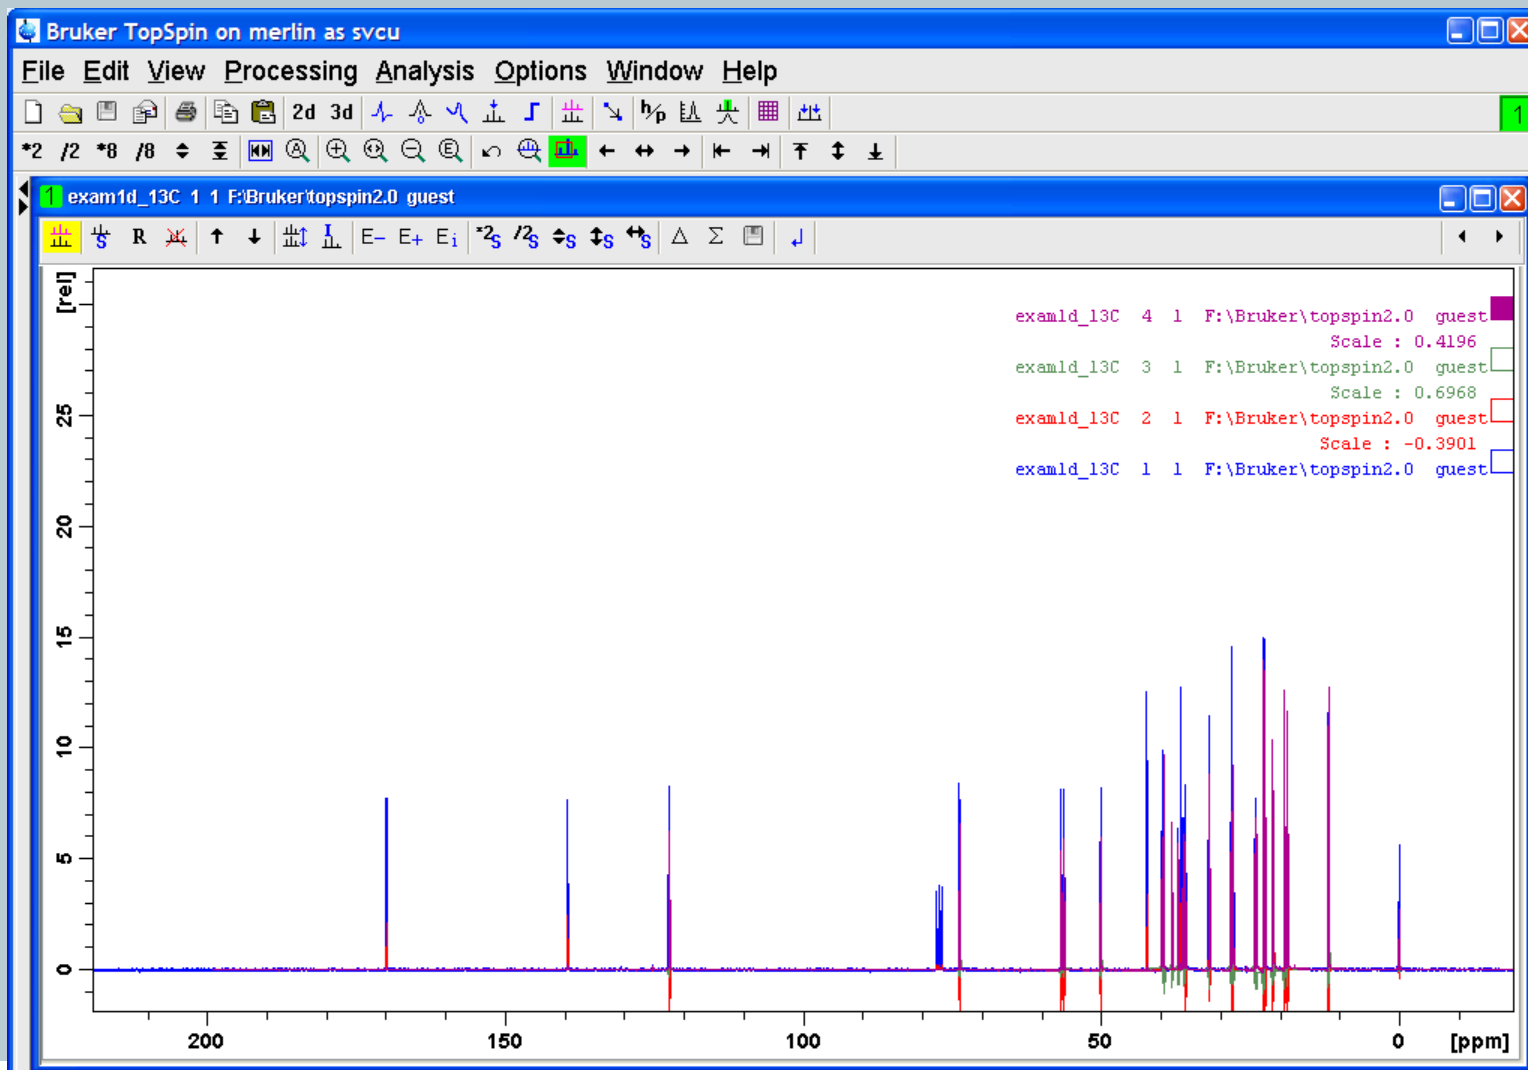 Bruker TopSpin on merlin as svcu
File Edit View Processing Analysis Options Window Help
2d 3d h/p 1
*2 /2 *8 /8 A E
1 exam1d_13C 1 1 F:\Bruker\topspin2.0 guest
S R E- E+ Ei *2S /2S S S S Δ Σ
[rel]
exam1d_13C 4 1 F:\Bruker\topspin2.0 guest
Scale : 0.4196
exam1d_13C 3 1 F:\Bruker\topspin2.0 guest
Scale : 0.6968
exam1d_13C 2 1 F:\Bruker\topspin2.0 guest
Scale : -0.3901
exam1d_13C 1 1 F:\Bruker\topspin2.0 guest
25
20
15
10
5
0
200 150 100 50 0 [ppm]